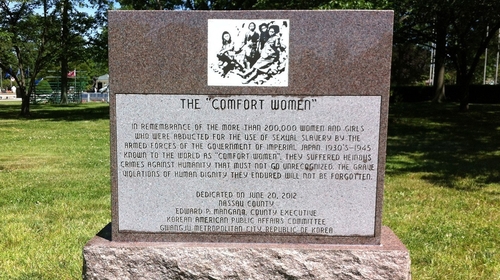 THE "COMFORT WOMEN"
IN REMEMBRANCE OF THE MORE THAN 200,000 WOMEN AND GIRLS
WHO WERE ABDUCTED FOR THE USE OF SEXUAL SLAVERY BY THE
ARMED FORCES OF THE GOVERNMENT OF IMPERIAL JAPAN 1930'S-1945
KNOWN TO THE WORLD AS "COMFORT WOMEN", THEY SUFFERED HEINOUS
CRIMES AGAINST HUMANITY THAT MUST NOT GO UNRECOGNIZED. THE GRAVE
VIOLATIONS OF HUMAN DIGNITY THEY ENDURED WILL NOT BE FORGOTTEN.
DEDICATED ON JUNE 20, 2012
NASSAU COUNTY -
EDWARD P. MANGANO, COUNTY EXECUTIVE
KOREAN AMERICAN PUBLIC AFFAIRS COMMITTEE
GWANGJU METROPOLITAN CITY, REPUBLIC OF KOREA